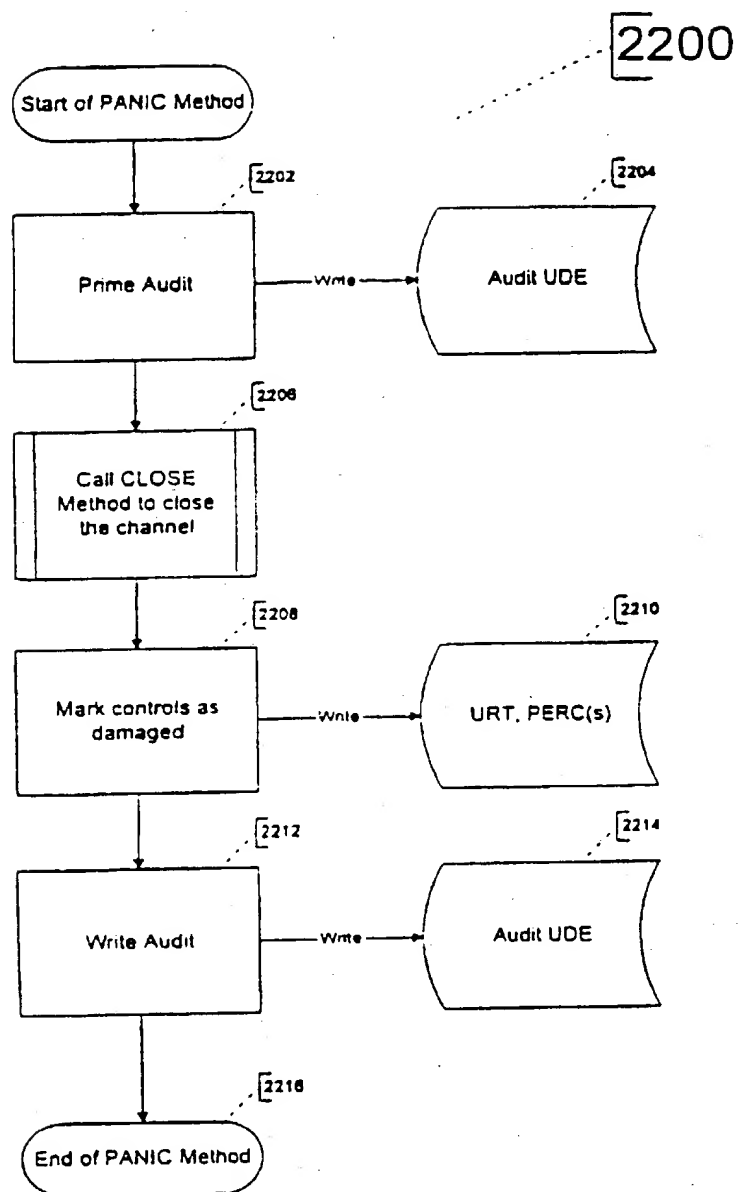 2200
Start of PANIC Method
2202
2204
Prime Audit
Write
Audit UDE
2206
Call CLOSE
Method to close
the channel
2208
2210
Mark controls as
damaged
Write
URT, PERC(s)
2212
2214
Write Audit
Write
Audit UDE
2216
End of PANIC Method